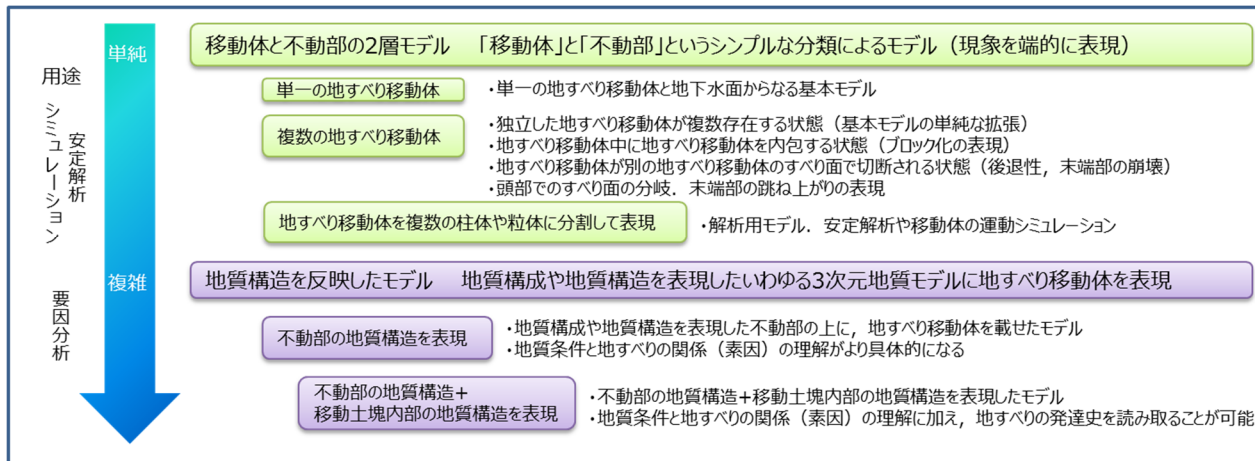 単純
用途
安定解析
シミュレーション
複雑
要因分析
移動体と不動部の2層モデル 「移動体」と「不動部」というシンプルな分類によるモデル（現象を端的に表現）
単一の地すべり移動体
・単一の地すべり移動体と地下水面からなる基本モデル
複数の地すべり移動体
・独立した地すべり移動体が複数存在する状態（基本モデルの単純な拡張）
・地すべり移動体中に地すべり移動体を内包する状態（ブロック化の表現）
・地すべり移動体が別の地すべり移動体のすべり面で切断される状態（後退性，末端部の崩壊）
・頭部でのすべり面の分岐．末端部の跳ね上がりの表現
地すべり移動体を複数の柱体や粒体に分割して表現
・解析用モデル．安定解析や移動体の運動シミュレーション
地質構造を反映したモデル 地質構成や地質構造を表現したいわゆる3次元地質モデルに地すべり移動体を表現
不動部の地質構造を表現
・地質構成や地質構造を表現した不動部の上に，地すべり移動体を載せたモデル
・地質条件と地すべりの関係（素因）の理解がより具体的になる
不動部の地質構造+
移動土塊内部の地質構造を表現
・不動部の地質構造+移動土塊内部の地質構造を表現したモデル
・地質条件と地すべりの関係（素因）の理解に加え，地すべりの発達史を読み取ることが可能